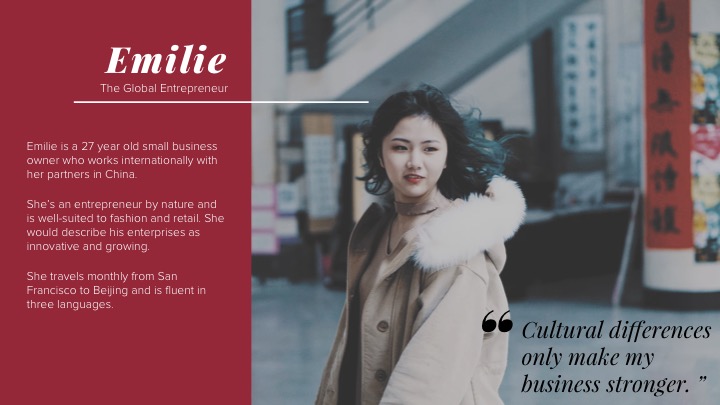 Emilie
The Global Entrepreneur
Emilie is a 27 year old small business
owner who works internationally with
her partners in China.
She’s an entrepreneur by nature and
is well-suited to fashion and retail. She
would describe his enterprises as
innovative and growing.
She travels monthly from San
Francisco to Beijing and is fluent in
three languages.
“Cultural differences
only make my
business stronger. ”